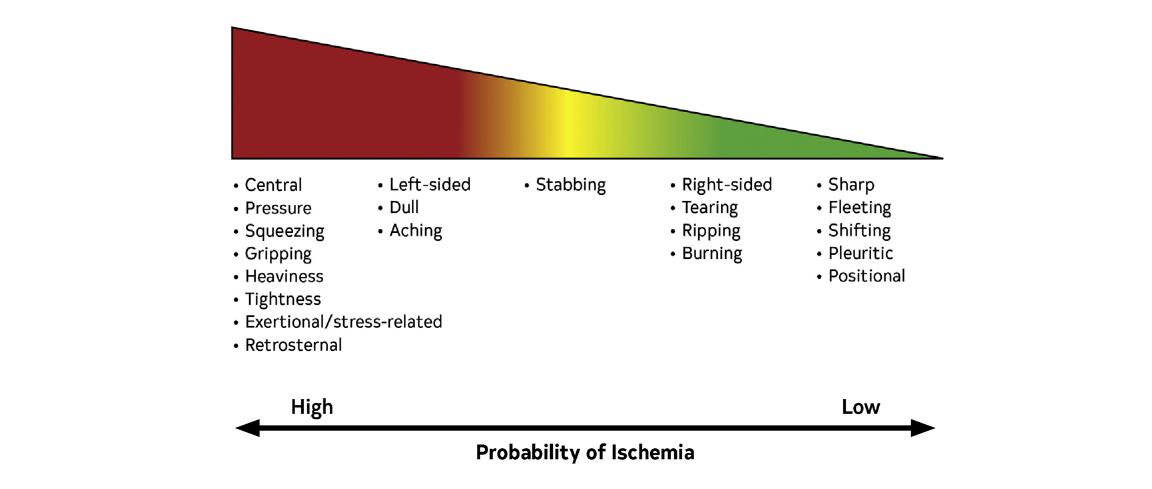 • Central
• Pressure
• Squeezing
• Gripping
• Heaviness
• Tightness
• Exertional/stress-related
• Retrosternal
• Left-sided
• Dull
• Aching
• Stabbing
• Right-sided
• Tearing
• Ripping
• Burning
• Sharp
• Fleeting
• Shifting
• Pleuritic
• Positional
High
Low
Probability of Ischemia